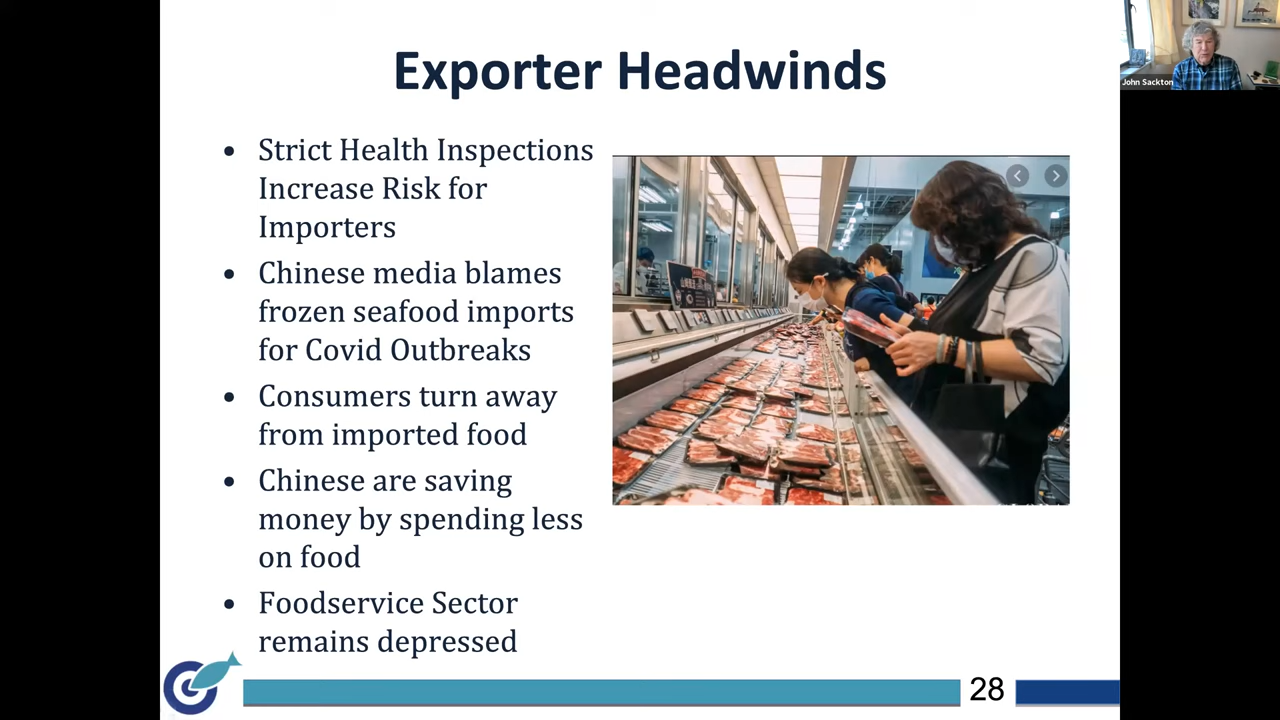 Exporter Headwinds
John Sackton
• Strict Health Inspections
Increase Risk for
Importers
• Chinese media blames
frozen seafood imports
for Covid Outbreaks
• Consumers turn away
from imported food
• Chinese are saving
money by spending less
on food
• Foodservice Sector
remains depressed
28